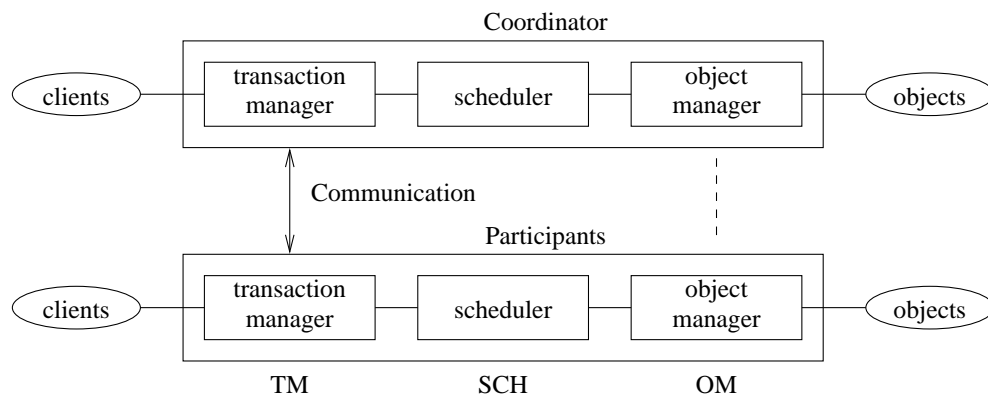 Coordinator
clients
transaction
manager
scheduler
object
manager
objects
Communication
Participants
clients
transaction
manager
scheduler
object
manager
objects
TM
SCH
OM